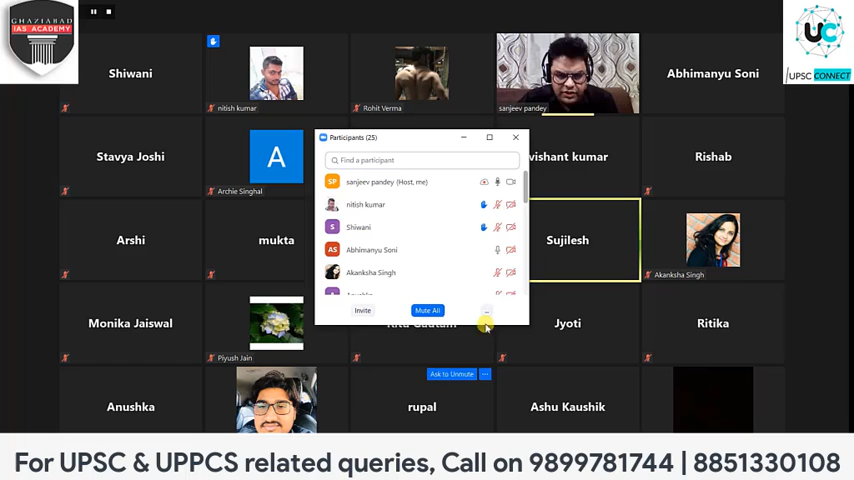 GHAZIABAD
IAS ACADEMY
UC
UPSC CONNECT
Shiwani
nitish kumar
Rohit Verma
sanjeev pandey
Abhimanyu Soni
Stavya Joshi
A
Archie Singhal
vishant kumar
Rishab
Participants (25)
Find a participant
SP sanjeev pandey (Host, me)
nitish kumar
S Shiwani
AS Abhimanyu Soni
Akanksha Singh
Invite
Mute All
...
Arshi
mukta
Sujilesh
Akanksha Singh
Monika Jaiswal
Piyush Jain
Jyoti
Ritika
Ask to Unmute
...
Anushka
rupal
Ashu Kaushik
For UPSC & UPPCS related queries, Call on 9899781744 | 8851330108